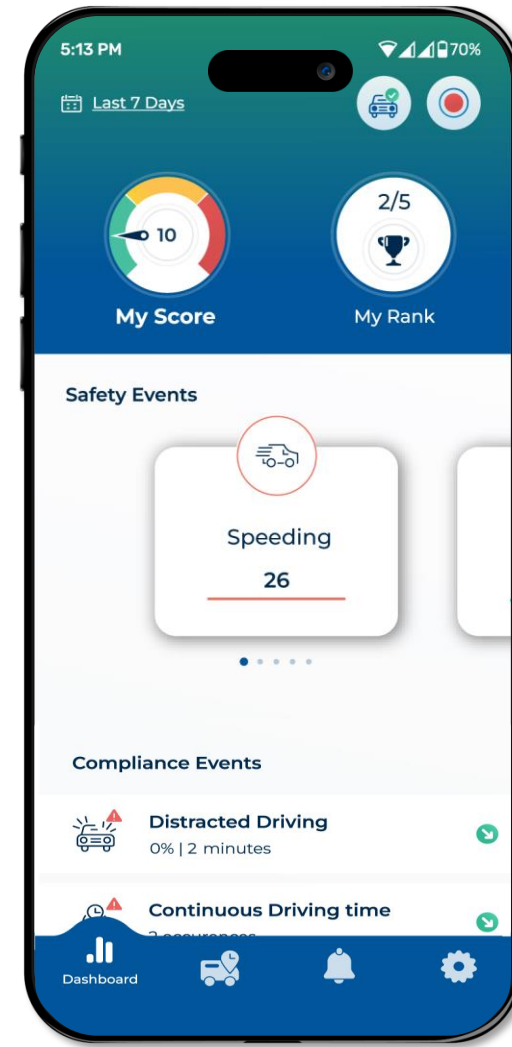 5:13 PM
70%
Last 7 Days
10
2/5
My Score
My Rank
Safety Events
Speeding
26
Compliance Events
Distracted Driving
0% | 2 minutes
Continuous Driving time
Dashboard